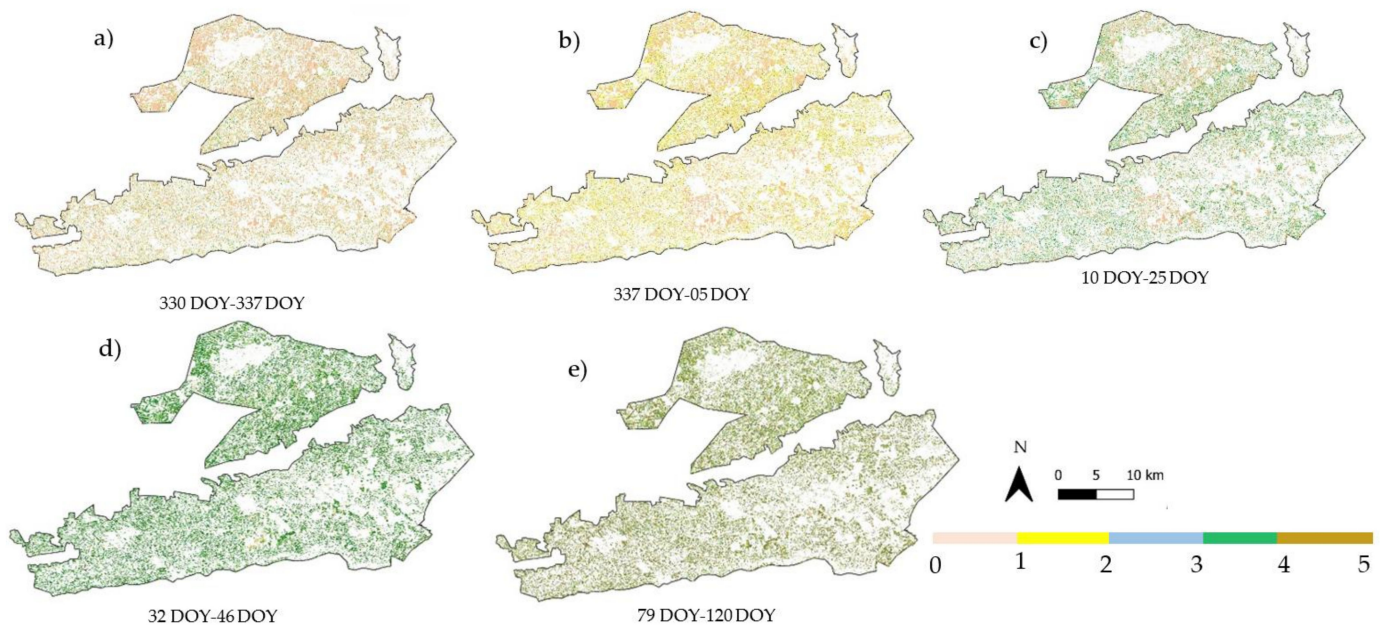 a)
b)
c)
330 DOY-337 DOY
337 DOY-05 DOY
10 DOY-25 DOY
d)
e)
N
0 5 10 km
0 1 2 3 4 5
32 DOY-46 DOY
79 DOY-120 DOY